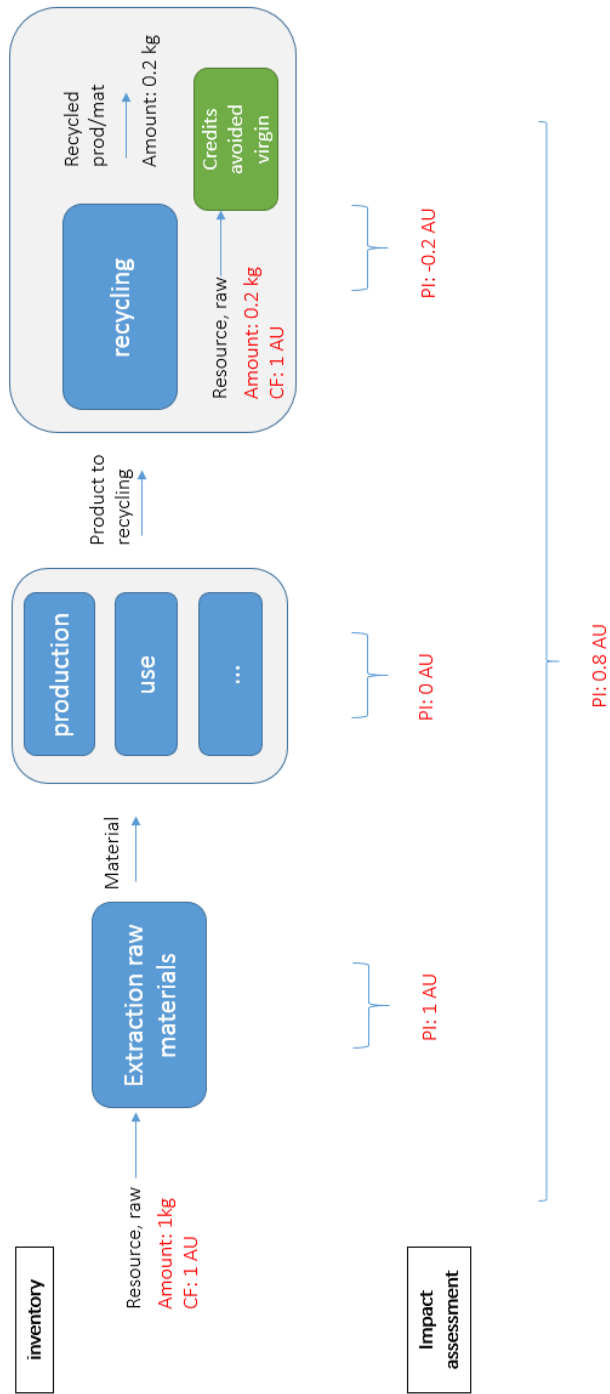 inventory
Resource, raw
Amount: 1kg
CF: 1 AU
Extraction raw
materials
Material
production
use
...
Product to
recycling
recycling
Recycled
prod/mat
Amount: 0.2 kg
Resource, raw
Amount: 0.2 kg
CF: 1 AU
Credits
avoided
virgin
Impact
assessment
PI: 1 AU
PI: 0 AU
PI: -0.2 AU
PI: 0.8 AU